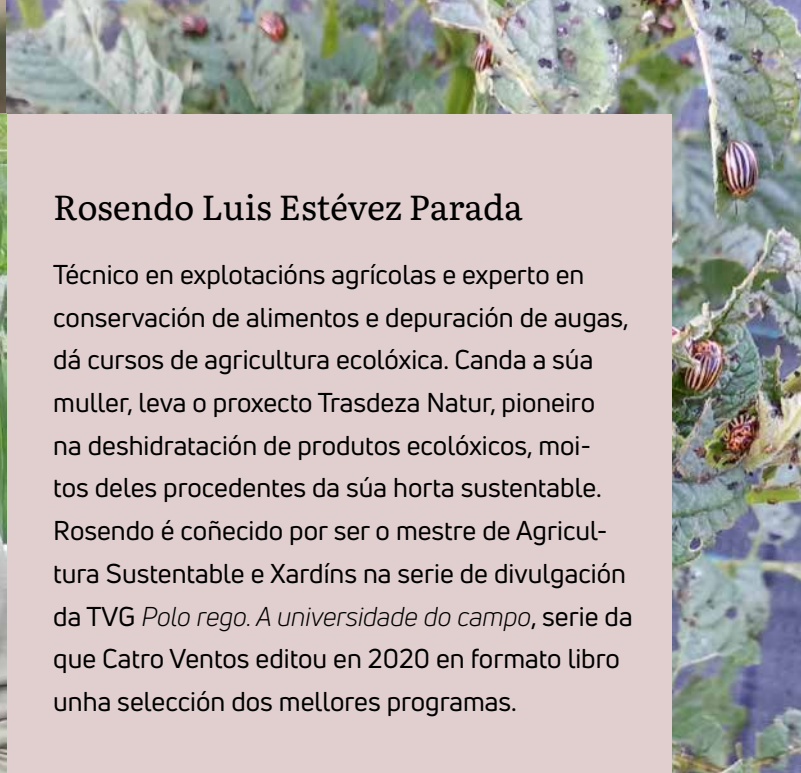 Rosendo Luis Estévez Parada
Técnico en explotacións agrícolas e experto en
conservación de alimentos e depuración de augas,
dá cursos de agricultura ecolóxica. Canda a súa
muller, leva o proxecto Trasdeza Natur, pioneiro
na deshidratación de produtos ecolóxicos, moi-
tos deles procedentes da súa horta sustentable.
Rosendo é coñecido por ser o mestre de Agricul-
tura Sustentable e Xardíns na serie de divulgación
da TVG Polo rego. A universidade do campo, serie da
que Catro Ventos editou en 2020 en formato libro
unha selección dos mellores programas.